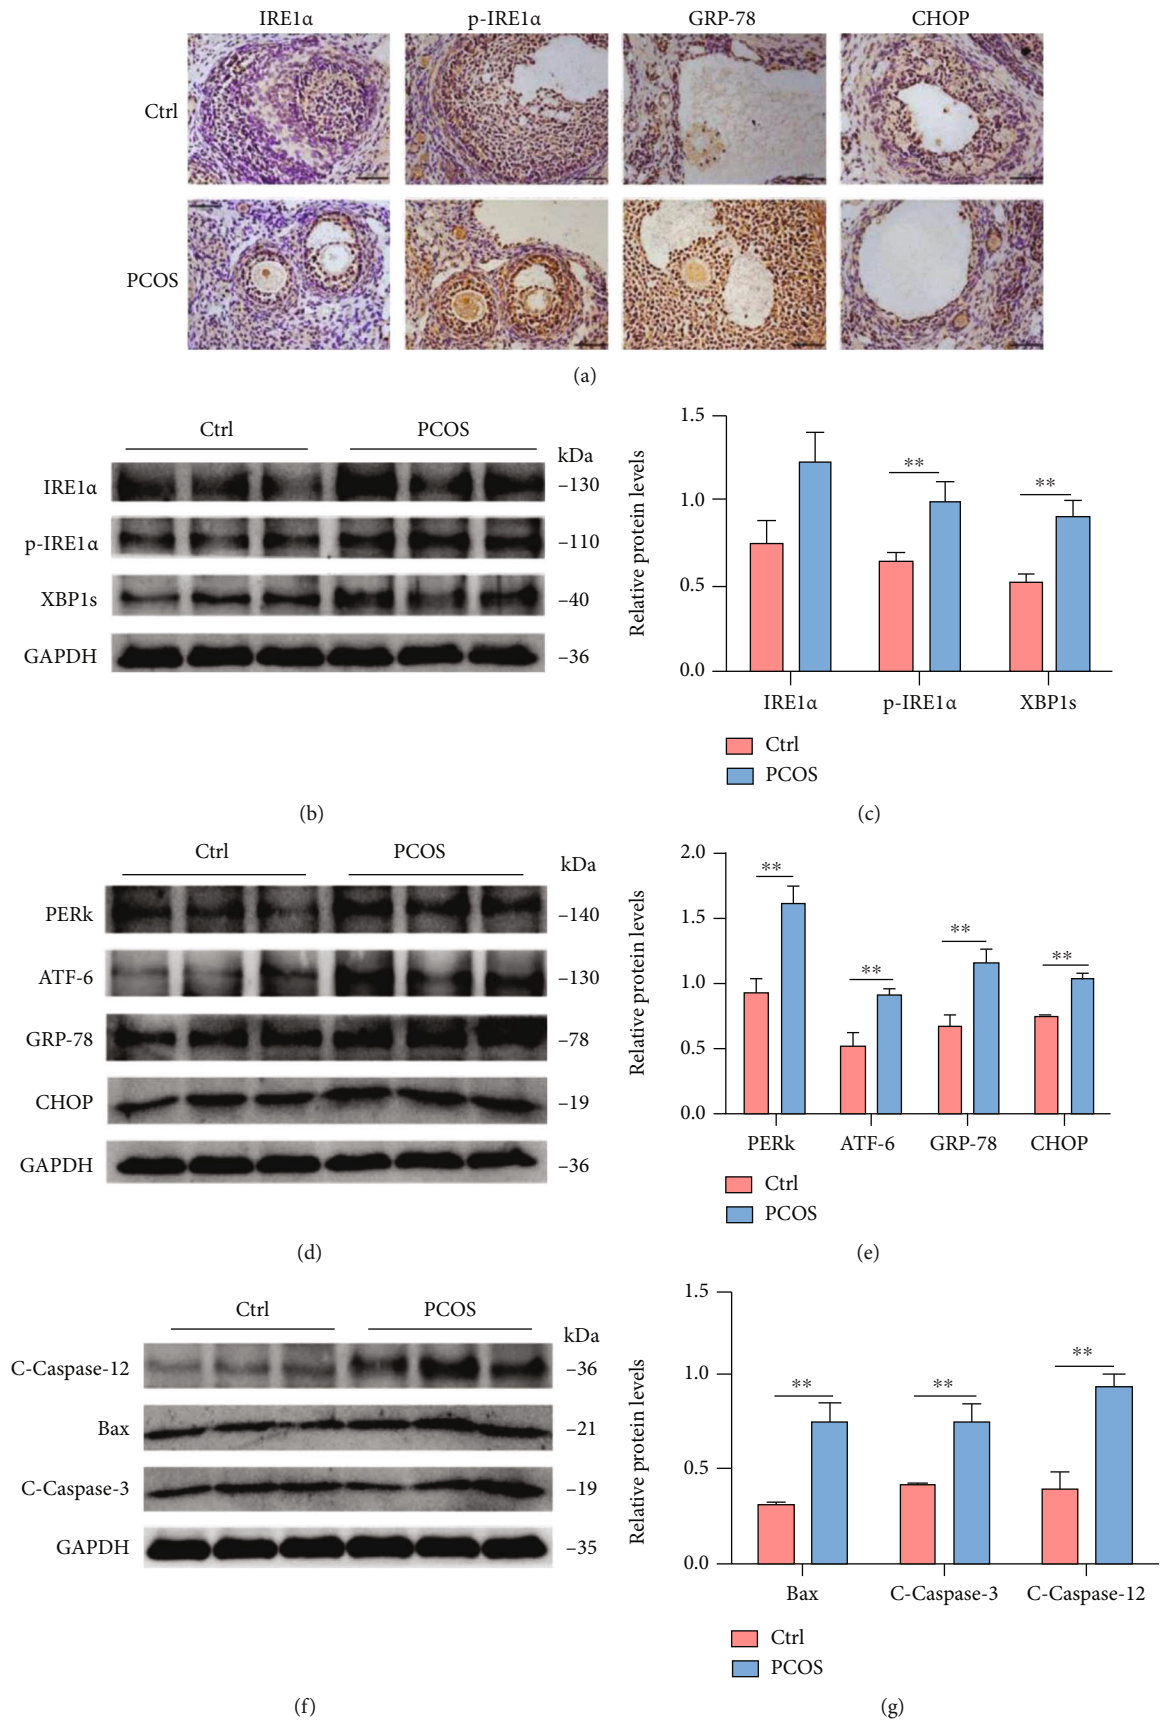 IRE1α p-IRE1α GRP-78 CHOP
Ctrl
PCOS
(a)
Ctrl PCOS
kDa
IRE1α –130
p-IRE1α –110
XBP1s –40
GAPDH –36
(b)
1.5
1.0
0.5
0.0
Relative protein levels
** **
IRE1α p-IRE1α XBP1s
Ctrl
PCOS
(c)
Ctrl PCOS
kDa
PERk –140
ATF-6 –130
GRP-78 –78
CHOP –19
GAPDH –36
(d)
2.0
1.5
1.0
0.5
0.0
Relative protein levels
** ** ** **
PERk ATF-6 GRP-78 CHOP
Ctrl
PCOS
(e)
Ctrl PCOS
kDa
C-Caspase-12 –36
Bax –21
C-Caspase-3 –19
GAPDH –35
(f)
1.5
1.0
0.5
0.0
Relative protein levels
** ** **
Bax C-Caspase-3 C-Caspase-12
Ctrl
PCOS
(g)